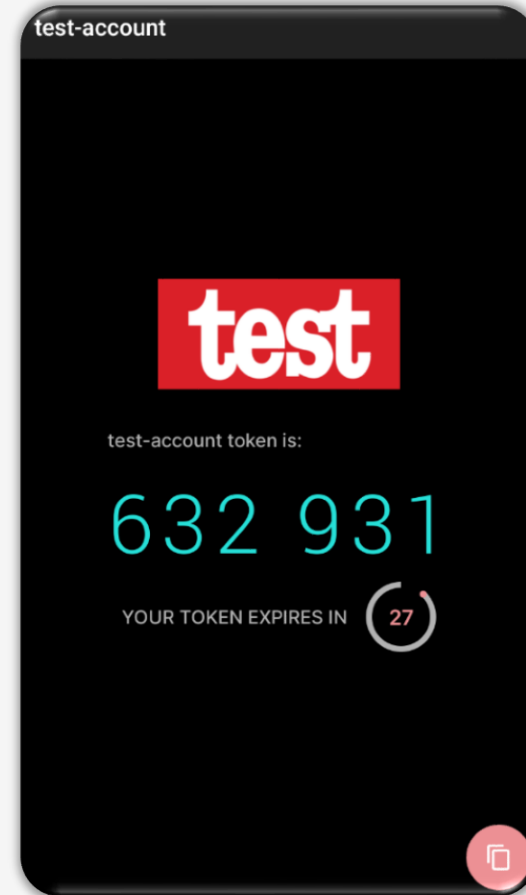 test-account
test
test-account token is:
632 931
YOUR TOKEN EXPIRES IN 27